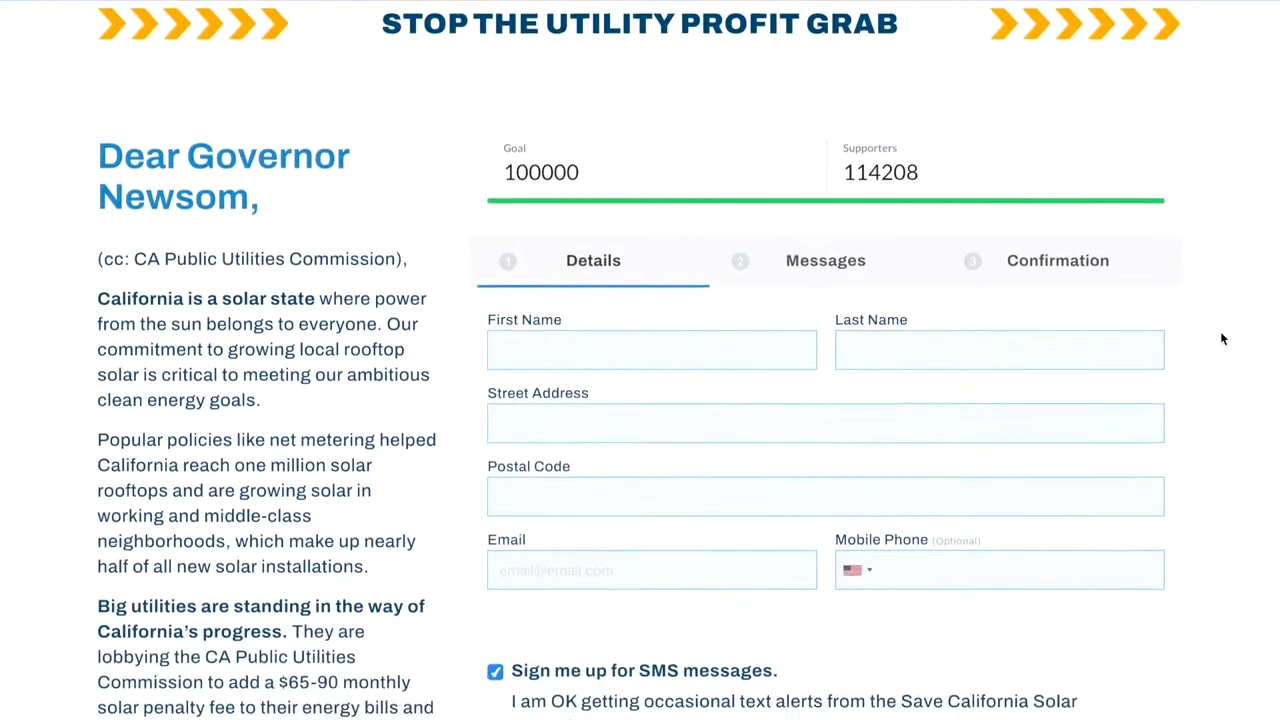 STOP THE UTILITY PROFIT GRAB
Dear Governor
Newsom,
(cc: CA Public Utilities Commission),
California is a solar state where power
from the sun belongs to everyone. Our
commitment to growing local rooftop
solar is critical to meeting our ambitious
clean energy goals.
Popular policies like net metering helped
California reach one million solar
rooftops and are growing solar in
working and middle-class
neighborhoods, which make up nearly
half of all new solar installations.
Big utilities are standing in the way of
California’s progress. They are
lobbying the CA Public Utilities
Commission to add a $65-90 monthly
solar penalty fee to their energy bills and
Goal
100000
Supporters
114208
1 Details
2 Messages
3 Confirmation
First Name
Last Name
Street Address
Postal Code
Email
Mobile Phone (Optional)
email@email.com
Sign me up for SMS messages.
I am OK getting occasional text alerts from the Save California Solar